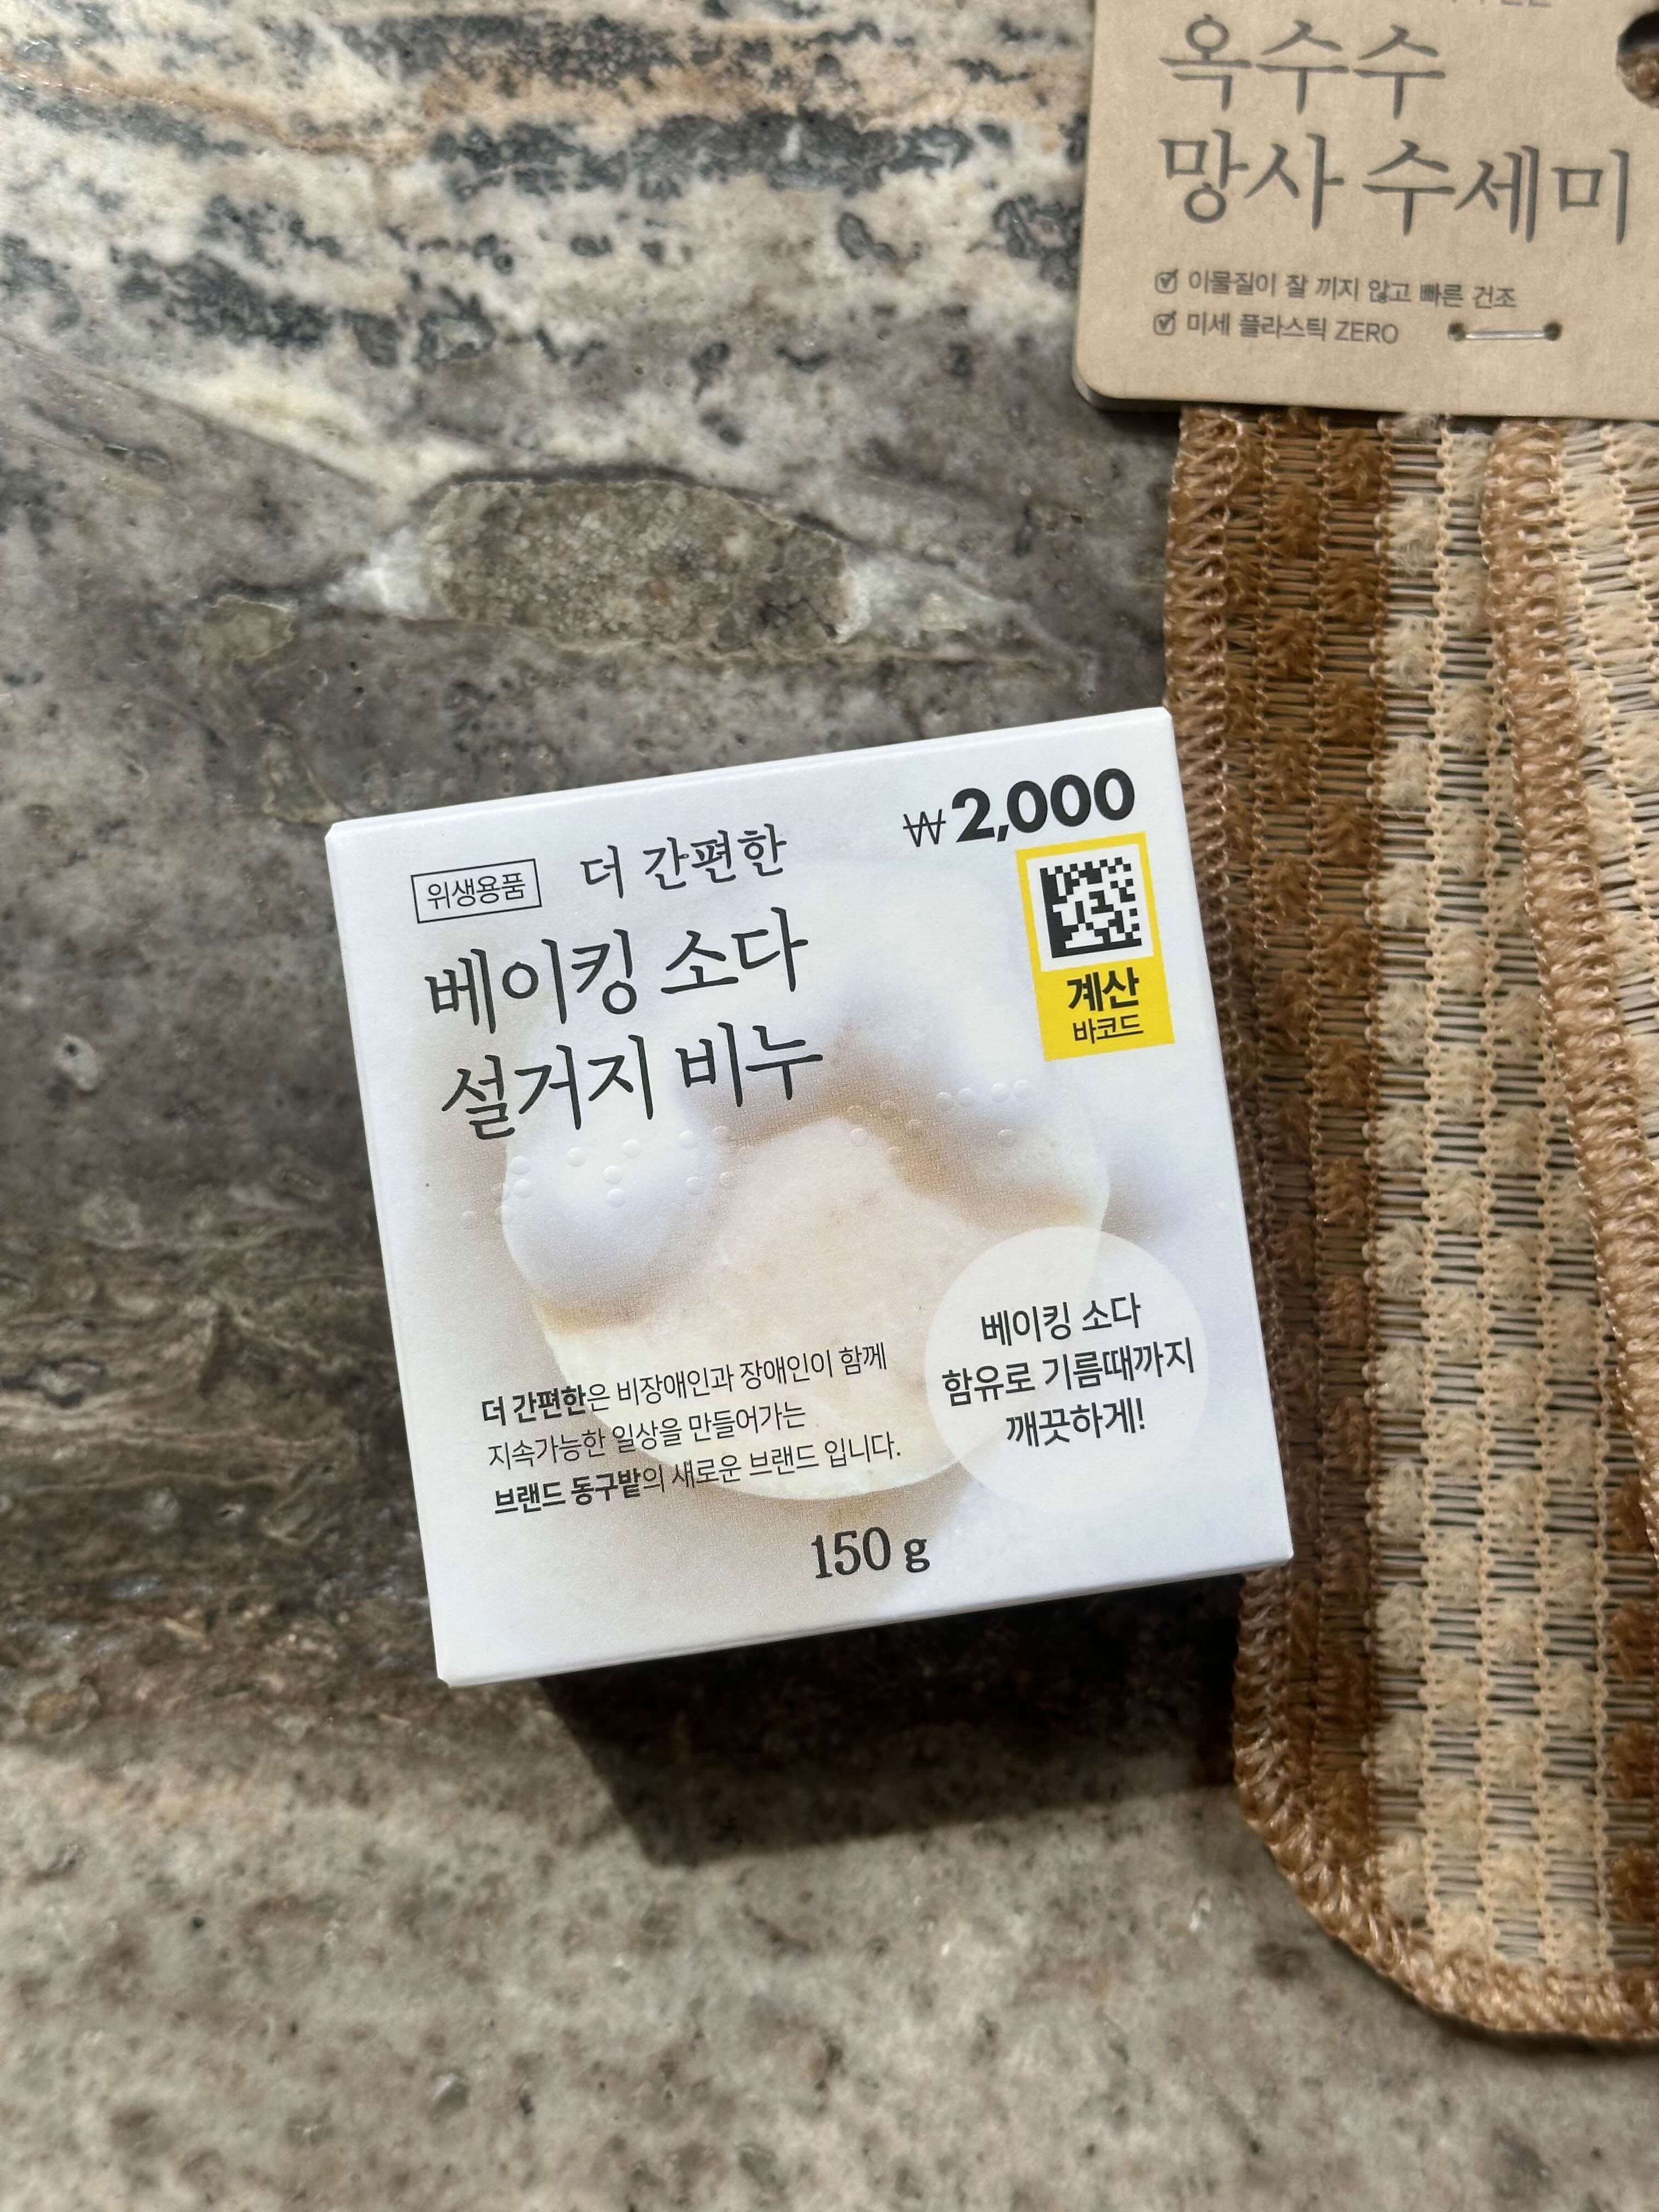 옥수수
망사 수세미
이물질이 잘 끼지 않고 빠른 건조
미세 플라스틱 ZERO
₩2,000
위생용품 더 간편한
베이킹 소다
설거지 비누
계산
바코드
베이킹 소다
함유로 기름때까지
깨끗하게!
더 간편한은 비장애인과 장애인이 함께
지속가능한 일상을 만들어가는
브랜드 동구밭의 새로운 브랜드 입니다.
150 g